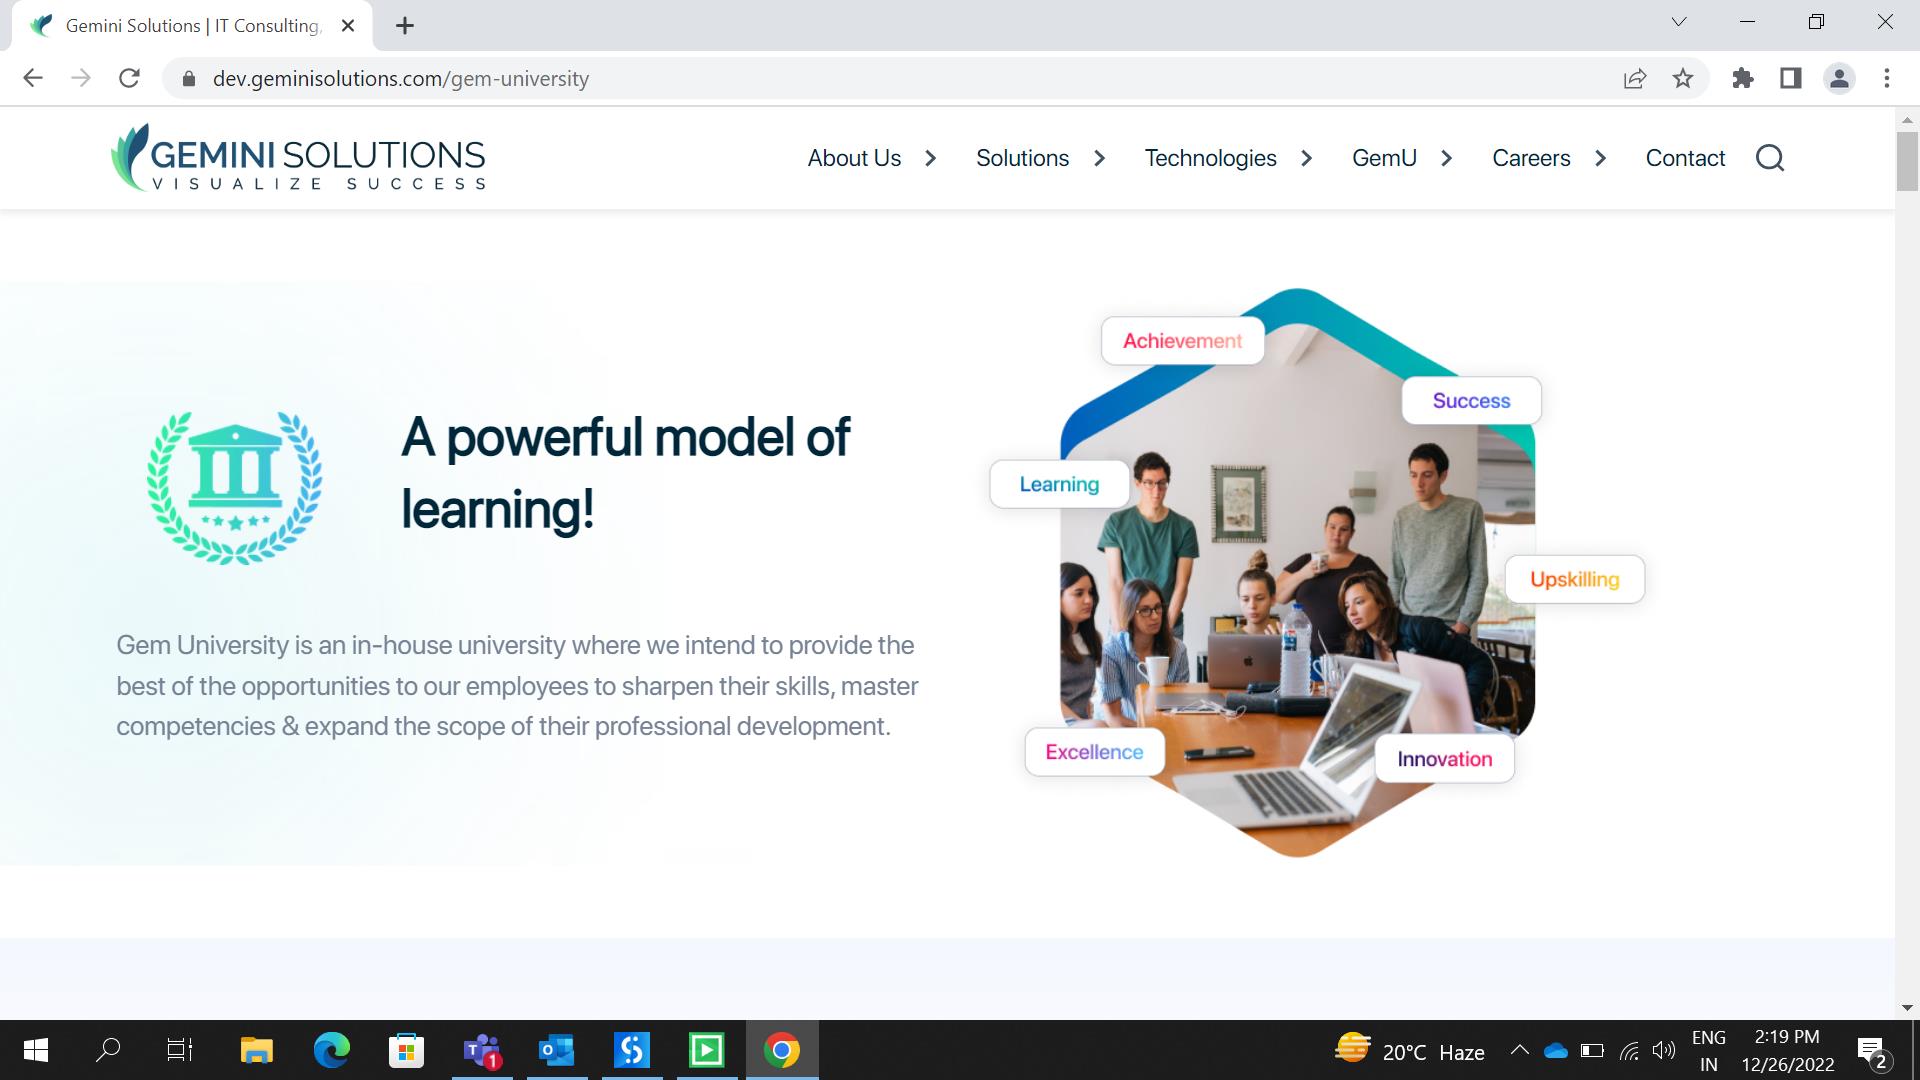 Gemini Solutions | IT Consulting,
dev.geminisolutions.com/gem-university
GEMINI SOLUTIONS
VISUALIZE SUCCESS
About Us
Solutions
Technologies
GemU
Careers
Contact
Achievement
Success
A powerful model of
learning!
Learning
Upskilling
Gem University is an in-house university where we intend to provide the
best of the opportunities to our employees to sharpen their skills, master
competencies & expand the scope of their professional development.
Excellence
Innovation
T
1
O
20°C Haze
ENG
IN
2:19 PM
12/26/2022
2